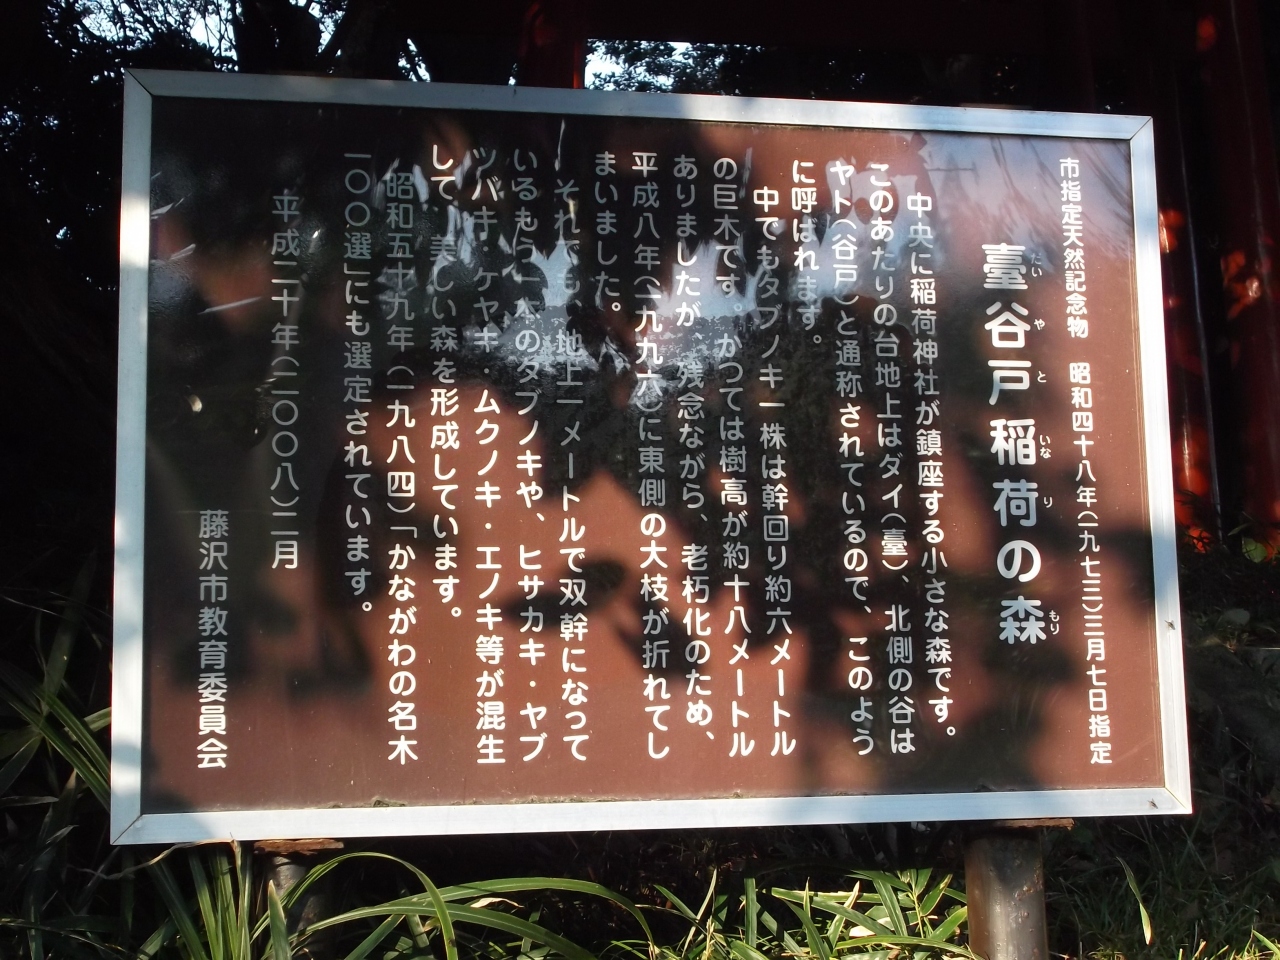 市指定天然記念物 昭和四十八年(一九七三)三月七日指定
臺谷戸稲荷の森
たいやといなりもり
中央に稲荷神社が鎮座する小さな森です。
このあたりの台地上はダイ(臺)、北側の谷は
ヤト(谷戸)と通称されているので、このよう
に呼ばれます。
中でもタブノキ一株は幹回り約六メートル
の巨木です。かつては樹高が約十八メートル
ありましたが、残念ながら、老朽化のため、
平成八年(一九九六)に東側の大枝が折れてし
まいました。
それでも、地上一メートルで双幹になって
いるもう一本のタブノキや、ヒサカキ・ヤブ
ツバキ・ケヤキ・ムクノキ・エノキ等が混生
して、美しい森を形成しています。
昭和五十九年(一九八四)「かながわの名木
一〇〇選」にも選定されています。
平成二十年(二〇〇八)二月
藤沢市教育委員会